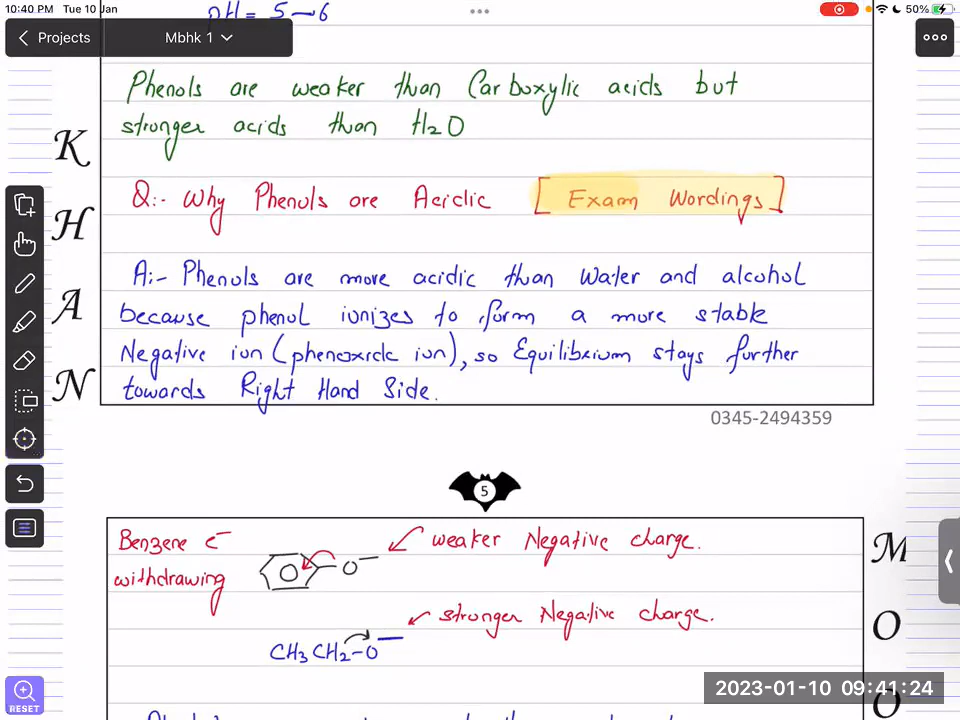 10:40 PM Tue 10 Jan
50%
pH = 5-6
Projects
Mbhk 1
Phenols are weaker than Carboxylic acids but
stronger acids than H2O
Q:- Why Phenols are Acidic [Exam Wordings]
A:- Phenols are more acidic than Water and alcohol
because phenol ionizes to form a more stable
Negative ion (phenoxide ion), so Equilibrium stays further
towards Right Hand Side.
K
H
A
N
0345-2494359
5
Benzene e-
withdrawing
O-
weaker Negative charge.
stronger Negative charge.
CH3CH2-O-
M
O
O
RESET
2023-01-10 09:41:24